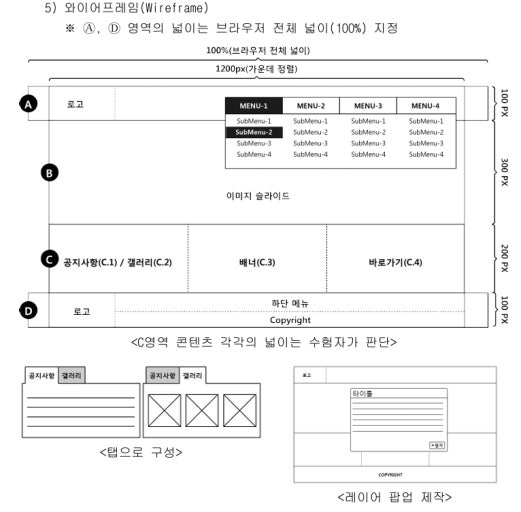 5) 와이어프레임(Wireframe)
※ Ⓐ, Ⓓ 영역의 넓이는 브라우저 전체 넓이(100%) 지정
100%(브라우저 전체 넓이)
1200px(가운데 정렬)
A
로고
MENU-1 MENU-2 MENU-3 MENU-4
SubMenu-1 SubMenu-1 SubMenu-1 SubMenu-1
SubMenu-2 SubMenu-2 SubMenu-2 SubMenu-2
SubMenu-3 SubMenu-3 SubMenu-3 SubMenu-3
SubMenu-4 SubMenu-4 SubMenu-4 SubMenu-4
100 PX
B
이미지 슬라이드
300 PX
C
공지사항(C.1) / 갤러리(C.2) 배너(C.3) 바로가기(C.4)
200 PX
D
로고
하단 메뉴
Copyright
100 PX
<C영역 콘텐츠 각각의 넓이는 수험자가 판단>
공지사항 갤러리
공지사항 갤러리
<탭으로 구성>
로고
타이틀
×닫기
COPYRIGHT
<레이어 팝업 제작>